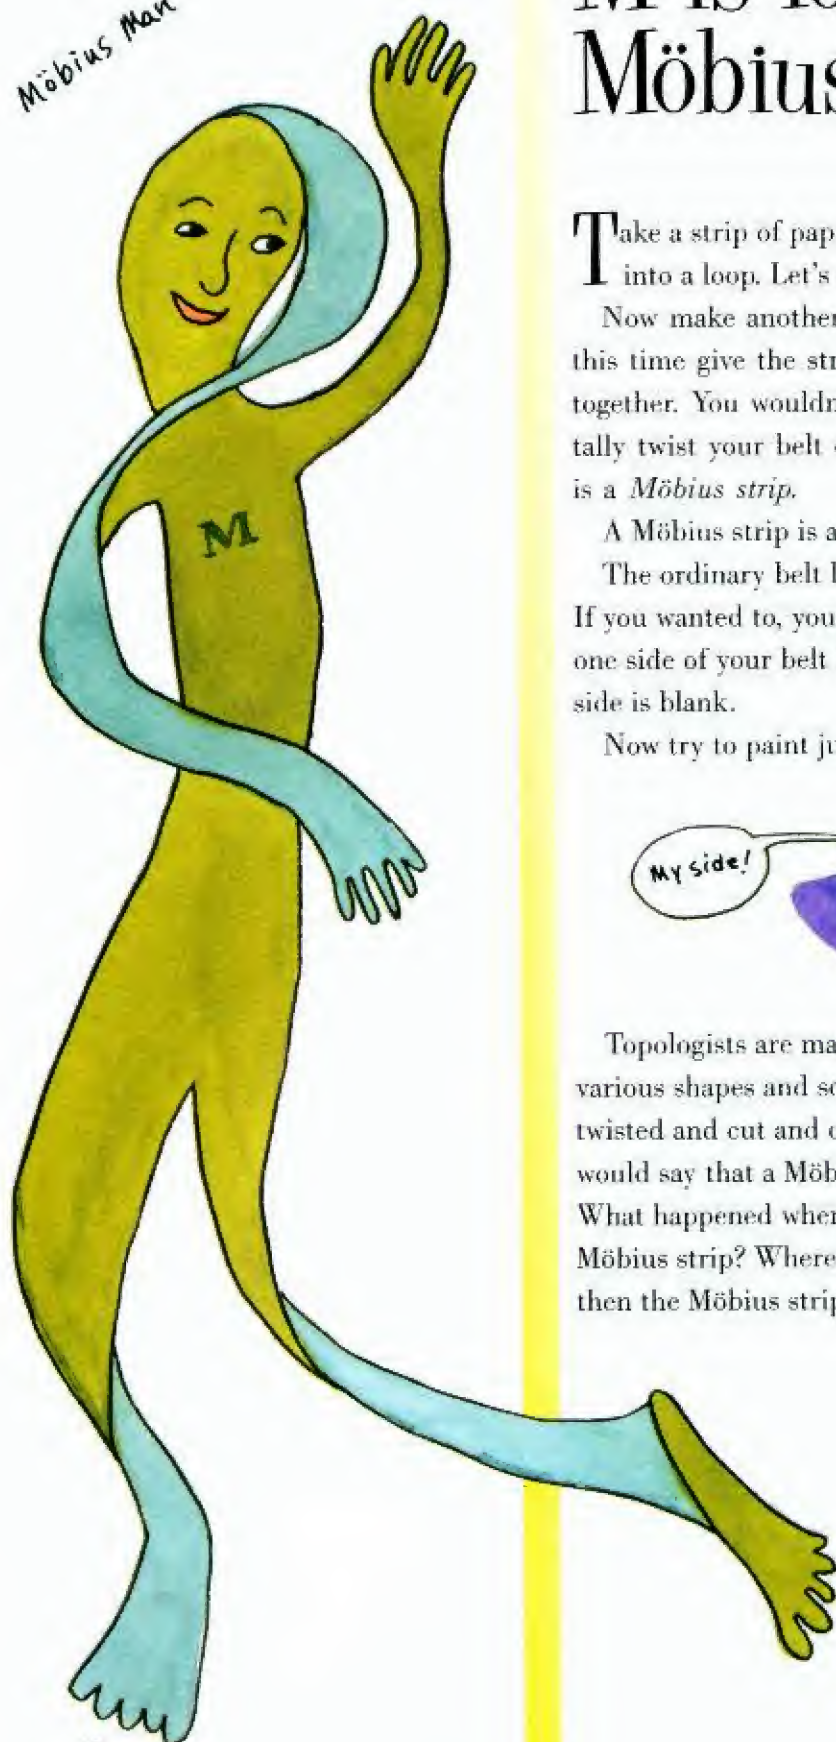 Möbius Man
M
M is fo
Möbius
Take a strip of pap
into a loop. Let's
Now make another
this time give the str
together. You wouldn
tally twist your belt
is a Möbius strip.
A Möbius strip is a
The ordinary belt l
If you wanted to, you
one side of your belt
side is blank.
Now try to paint ju
My side!
Topologists are ma
various shapes and so
twisted and cut and
would say that a Möb
What happened when
Möbius strip? Where
then the Möbius strip